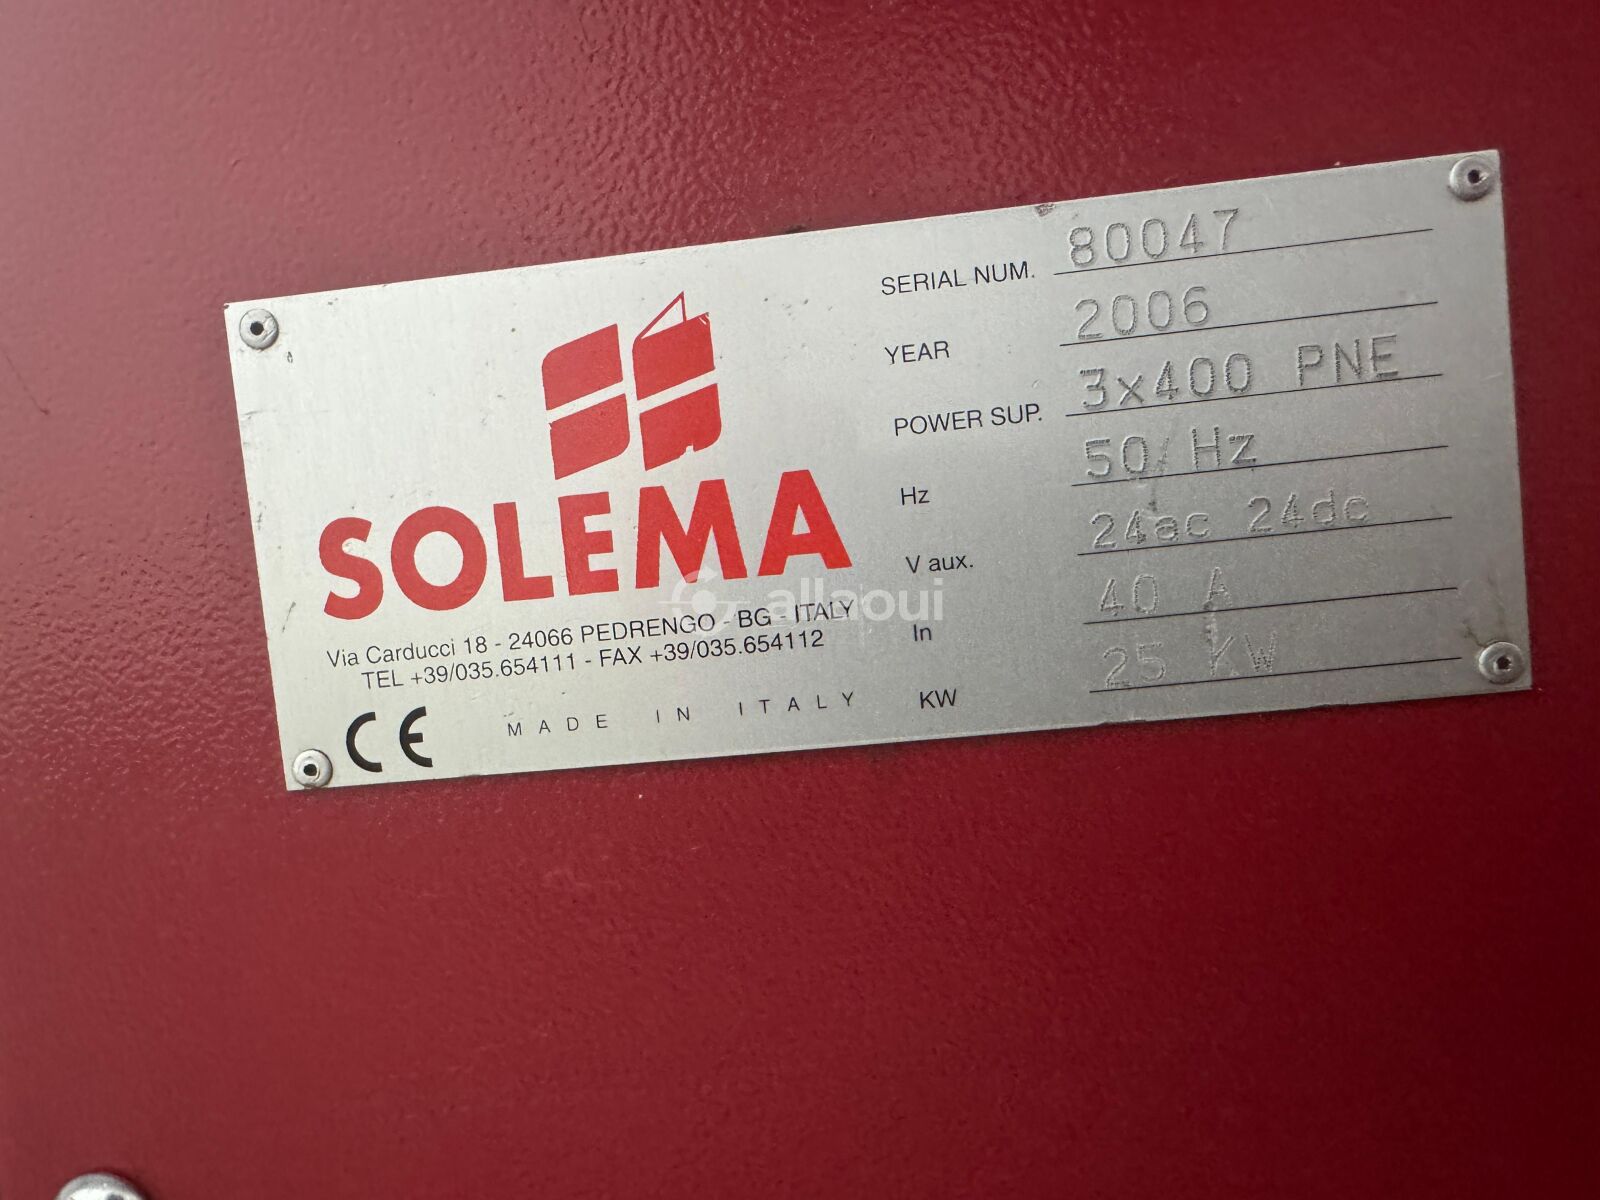 SOLEMA
Via Carducci 18 - 24066 PEDRENGO - BG - ITALY
TEL +39/035.654111 - FAX +39/035.654112
CE MADE IN ITALY
SERIAL NUM. 80047
YEAR 2006
POWER SUP. 3x400 PNE
Hz 50/Hz
V aux. 24ac 24dc
In 40 A
KW 25 KW
allaoui